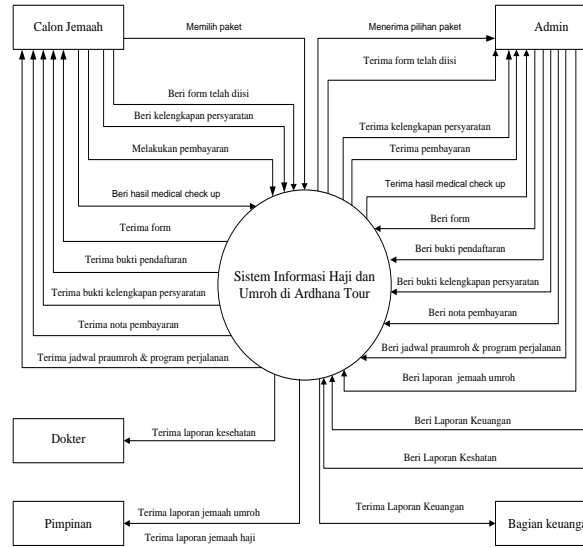 Calon Jemaah
Memilih paket
Menerima pilihan paket
Admin
Terima form telah diisi
Beri form telah diisi
Beri kelengkapan persyaratan
Terima kelengkapan persyaratan
Melakukan pembayaran
Terima pembayaran
Beri hasil medical check up
Terima hasil medical check up
Terima form
Beri form
Terima bukti pendaftaran
Beri bukti pendaftaran
Sistem Informasi Haji dan
Umroh di Ardhana Tour
Terima bukti kelengkapan persyaratan
Beri bukti kelengkapan persyaratan
Terima nota pembayaran
Beri nota pembayaran
Terima jadwal praumroh & program perjalanan
Beri jadwal praumroh & program perjalanan
Beri laporan jemaah umroh
Dokter
Terima laporan kesehatan
Beri Laporan Keuangan
Beri Laporan Keshatan
Pimpinan
Terima laporan jemaah umroh
Terima laporan jemaah haji
Terima Laporan Keuangan
Bagian keuanga